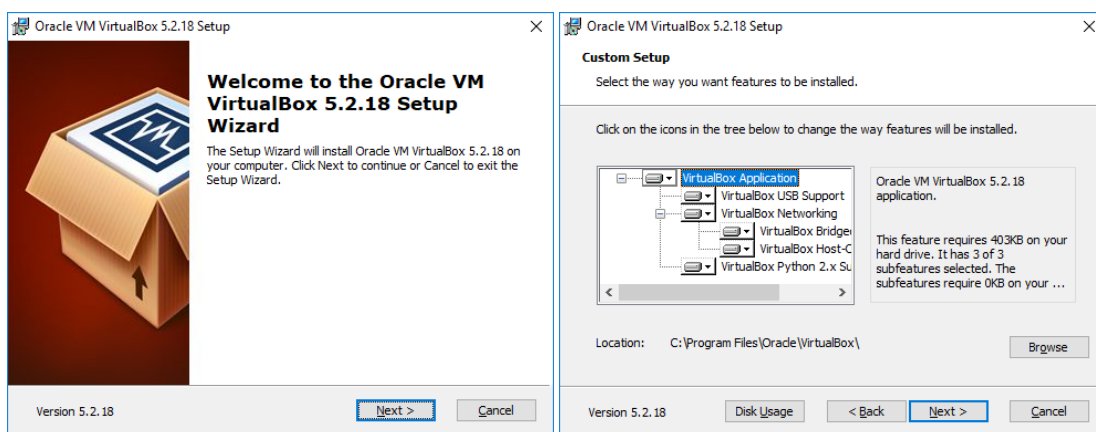 Oracle VM VirtualBox 5.2.18 Setup
Welcome to the Oracle VM
VirtualBox 5.2.18 Setup
Wizard
The Setup Wizard will install Oracle VM VirtualBox 5.2.18 on
your computer. Click Next to continue or Cancel to exit the
Setup Wizard.
Version 5.2.18
Next >
Cancel
Oracle VM VirtualBox 5.2.18 Setup
Custom Setup
Select the way you want features to be installed.
Click on the icons in the tree below to change the way features will be installed.
VirtualBox Application
VirtualBox USB Support
VirtualBox Networking
VirtualBox Bridge
VirtualBox Host-C
VirtualBox Python 2.x Su
Oracle VM VirtualBox 5.2.18
application.
This feature requires 403KB on your
hard drive. It has 3 of 3
subfeatures selected. The
subfeatures require 0KB on your ...
Location: C:\Program Files\Oracle\VirtualBox\
Browse
Version 5.2.18
Disk Usage
< Back
Next >
Cancel